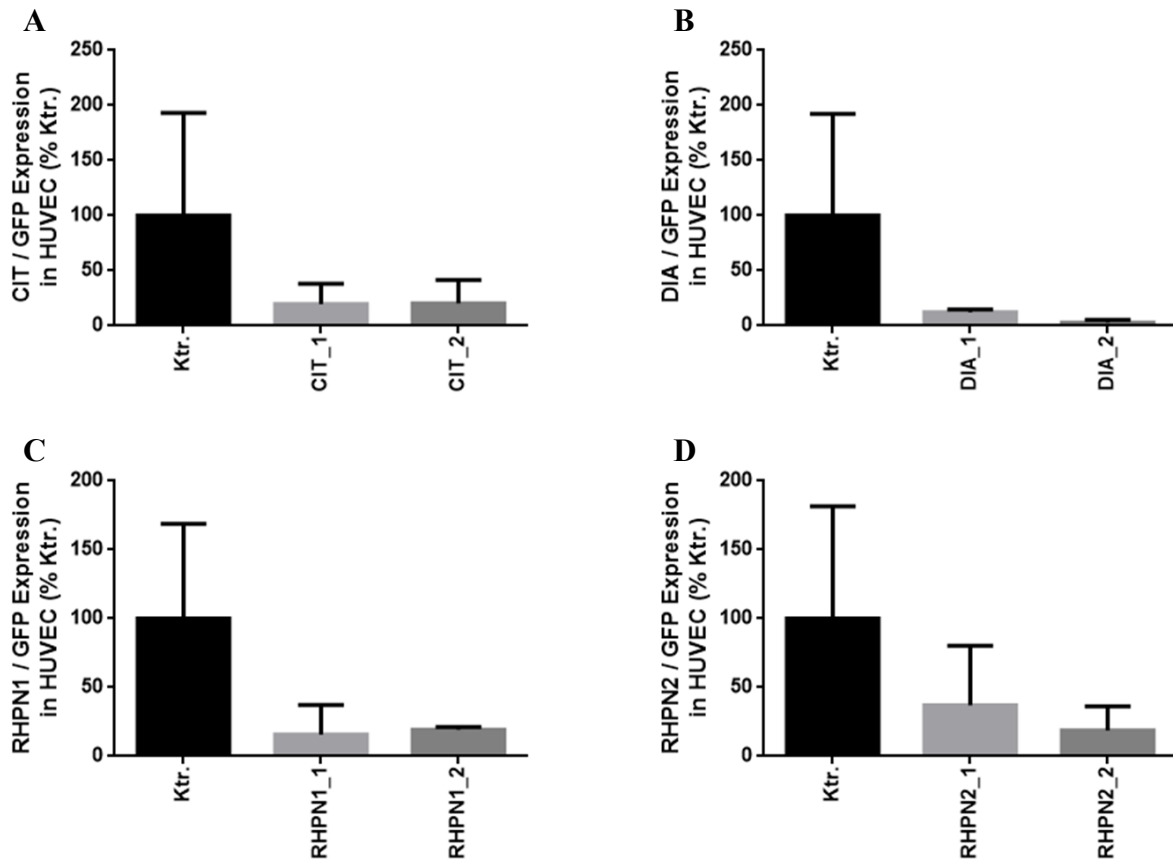 A
CIT / GFP Expression
in HUVEC (% Ktr.)
250
200
150
100
50
0
Ktr.
CIT_1
CIT_2
B
DIA / GFP Expression
in HUVEC (% Ktr.)
250
200
150
100
50
0
Ktr.
DIA_1
DIA_2
C
RHPN1 / GFP Expression
in HUVEC (% Ktr.)
200
150
100
50
0
Ktr.
RHPN1_1
RHPN1_2
D
RHPN2 / GFP Expression
in HUVEC (% Ktr.)
200
150
100
50
0
Ktr.
RHPN2_1
RHPN2_2